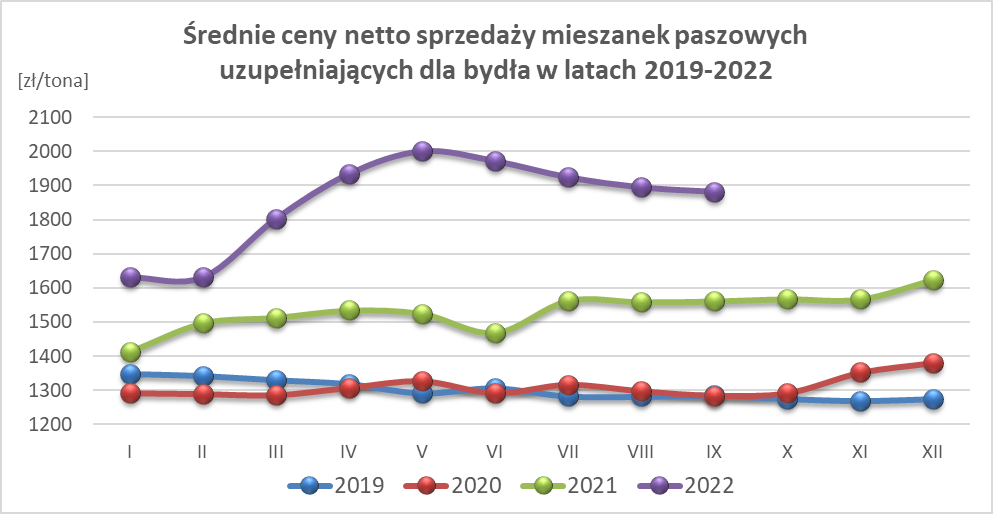 Średnie ceny netto sprzedaży mieszanek paszowych
uzupełniających dla bydła w latach 2019-2022
[zł/tona]
2100
2000
1900
1800
1700
1600
1500
1400
1300
1200
I II III IV V VI VII VIII IX X XI XII
2019 2020 2021 2022